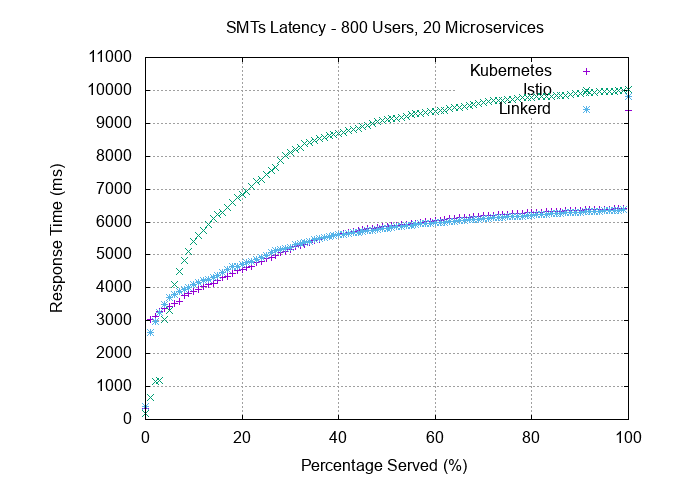 SMTs Latency - 800 Users, 20 Microservices
11000
10000
9000
8000
7000
6000
5000
4000
3000
2000
1000
0
Response Time (ms)
Kubernetes
Istio
Linkerd
0 20 40 60 80 100
Percentage Served (%)